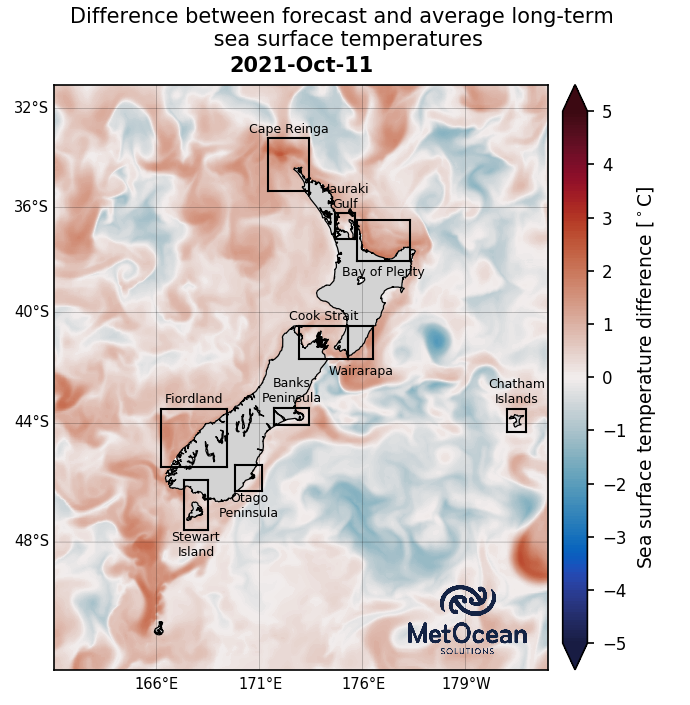 Difference between forecast and average long-term
sea surface temperatures
2021-Oct-11
32°S
36°S
40°S
44°S
48°S
166°E
171°E
176°E
179°W
Cape Reinga
Hauraki
Gulf
Bay of Plenty
Cook Strait
Wairarapa
Banks
Peninsula
Fiordland
Chatham
Islands
Otago
Peninsula
Stewart
Island
MetOcean
SOLUTIONS
5
4
3
2
1
0
−1
−2
−3
−4
−5
Sea surface temperature difference [°C]